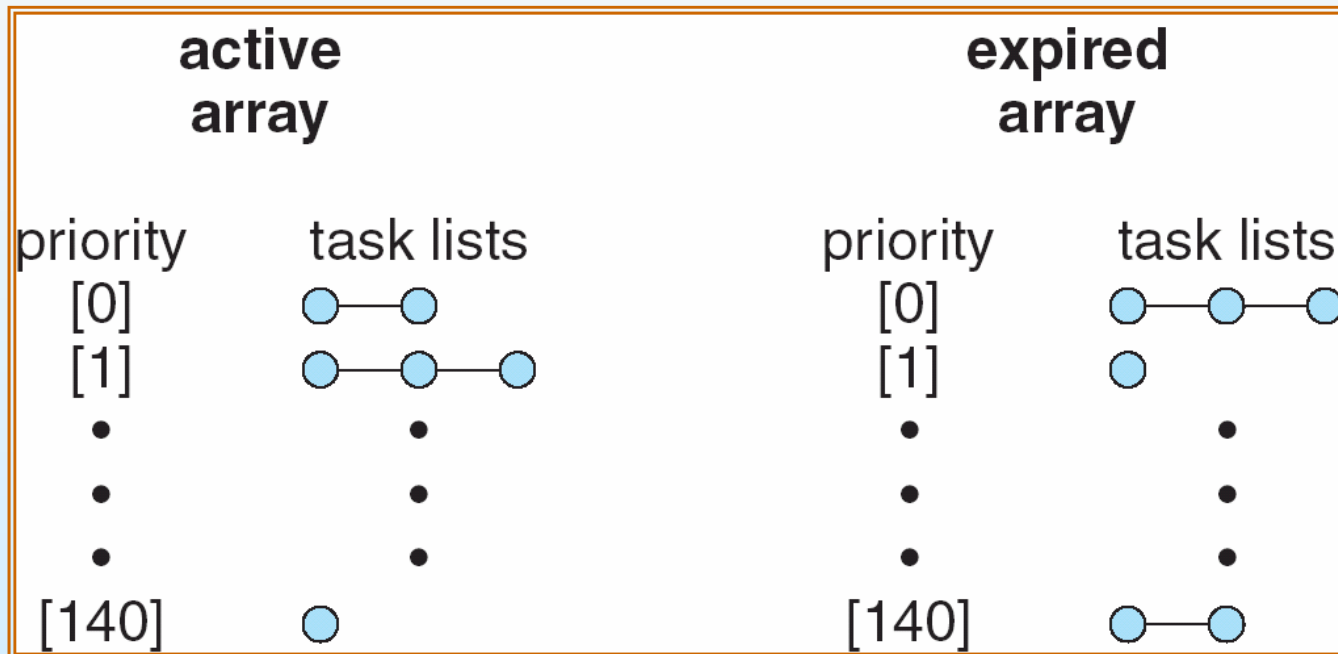 active
array
priority task lists
[0]
[1]
[140]
expired
array
priority task lists
[0]
[1]
[140]